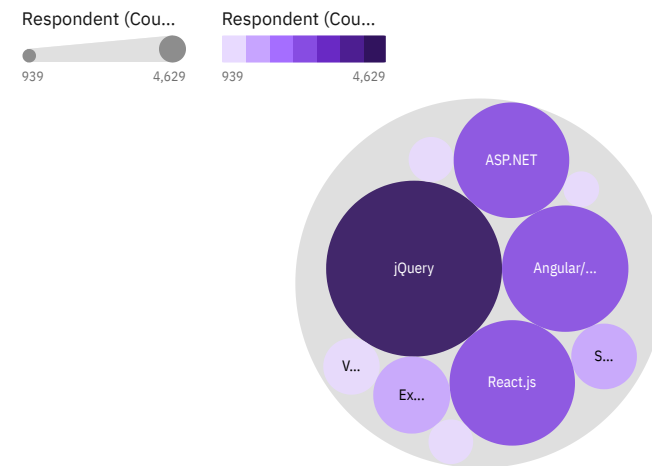 Respondent (Cou...
Respondent (Cou...
939
4,629
939
4,629
ASP.NET
jQuery
Angular/...
V...
S...
Ex...
React.js